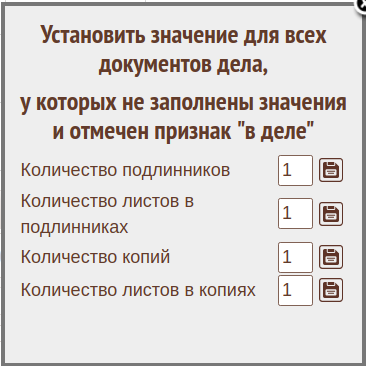 Установить значение для всех
документов дела,
у которых не заполнены значения
и отмечен признак "в деле"
Количество подлинников 1
Количество листов в
подлинниках 1
Количество копий 1
Количество листов в копиях 1